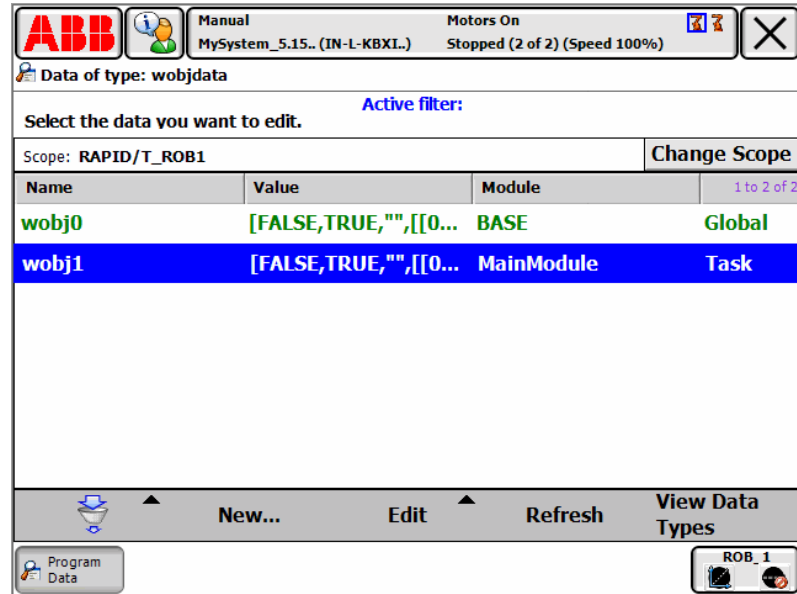 ABB
Manual Motors On
MySystem_5.15.. (IN-L-KBXI..) Stopped (2 of 2) (Speed 100%)
Data of type: wobjdata
Active filter:
Select the data you want to edit.
Scope: RAPID/T_ROB1 Change Scope
Name Value Module 1 to 2 of 2
wobj0 [FALSE,TRUE,"",[[0... BASE Global
wobj1 [FALSE,TRUE,"",[[0... MainModule Task
New... Edit Refresh View Data Types
Program Data
ROB_1